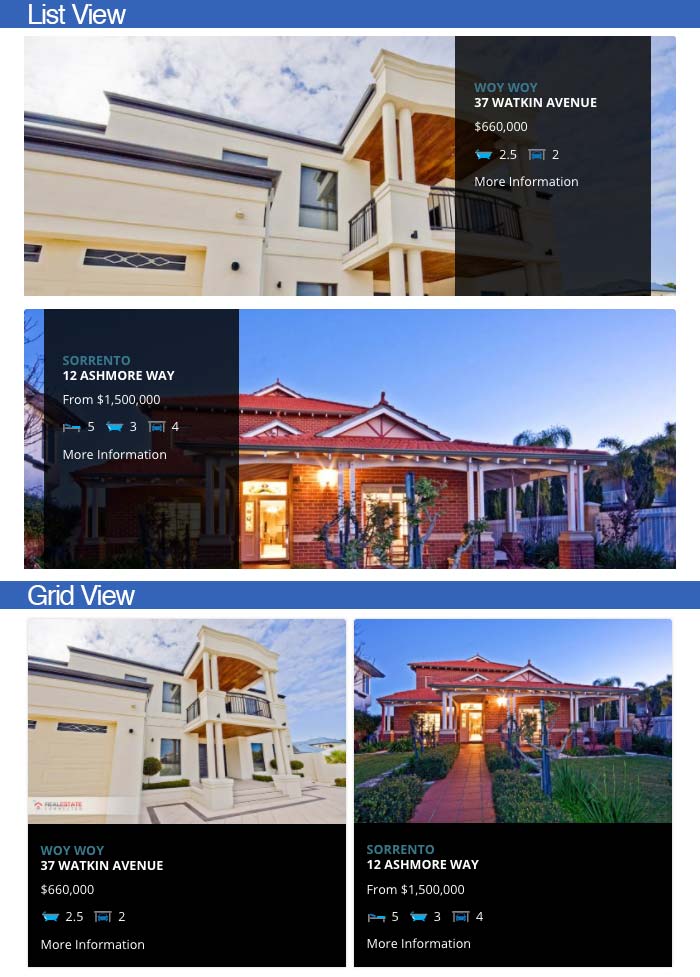 List View
WOY WOY
37 WATKIN AVENUE
$660,000
2.5 2
More Information
SORRENTO
12 ASHMORE WAY
From $1,500,000
5 3 4
More Information
Grid View
REALESTATE
WOY WOY
37 WATKIN AVENUE
$660,000
2.5 2
More Information
SORRENTO
12 ASHMORE WAY
From $1,500,000
5 3 4
More Information